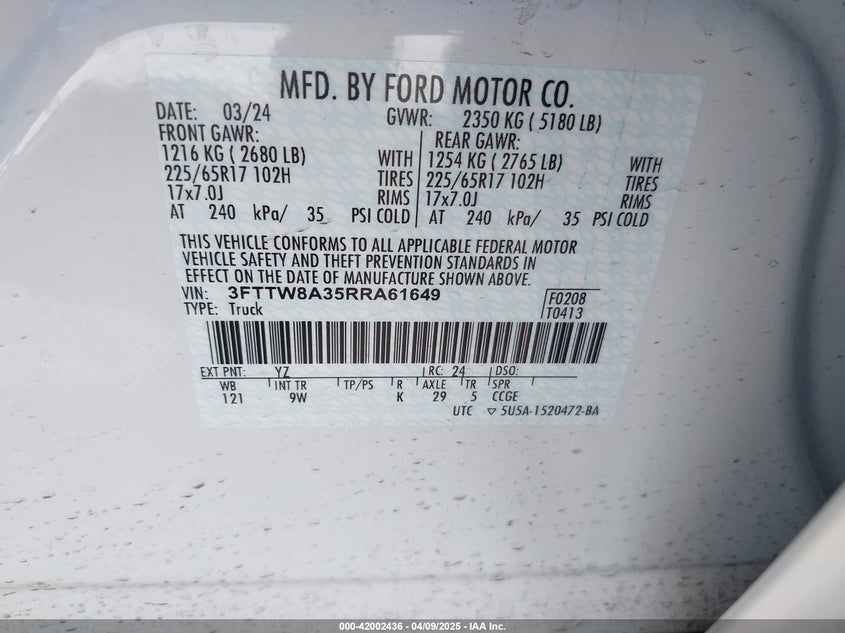 MFD. BY FORD MOTOR CO.
DATE: 03/24 GVWR: 2350 KG ( 5180 LB)
FRONT GAWR: REAR GAWR:
1216 KG ( 2680 LB) WITH 1254 KG ( 2765 LB) WITH
225/65R17 102H TIRES 225/65R17 102H TIRES
17x7.0J RIMS 17x7.0J RIMS
AT 240 kPa/ 35 PSI COLD AT 240 kPa/ 35 PSI COLD
THIS VEHICLE CONFORMS TO ALL APPLICABLE FEDERAL MOTOR
VEHICLE SAFETY AND THEFT PREVENTION STANDARDS IN
EFFECT ON THE DATE OF MANUFACTURE SHOWN ABOVE.
VIN: 3FTTW8A35RRA61649 F0208
TYPE: Truck T0413
EXT PNT: YZ RC: 24 DSO:
WB INT TR TP/PS R AXLE TR SPR
121 9W K 29 5 CCGE
UTC ▽ 5U5A-1520472-BA
000-42002436 - 04/09/2025 - IAA Inc.